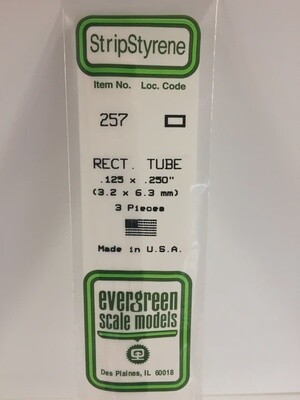 StripStyrene
Item No. Loc. Code
257
RECT. TUBE
.125 x .250"
(3.2 x 6.3 mm)
3 Pieces
Made in U.S.A.
evergreen
scale models
Des Plaines, IL 60018